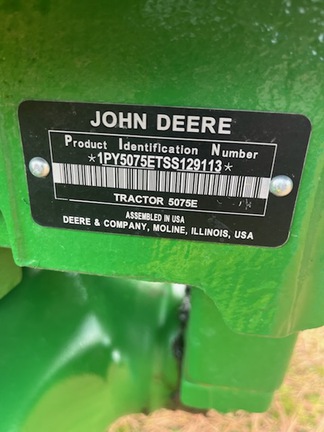 JOHN DEERE
Product Identification Number
*1PY5075ETSS129113*
TRACTOR 5075E
ASSEMBLED IN USA
DEERE & COMPANY, MOLINE, ILLINOIS, USA